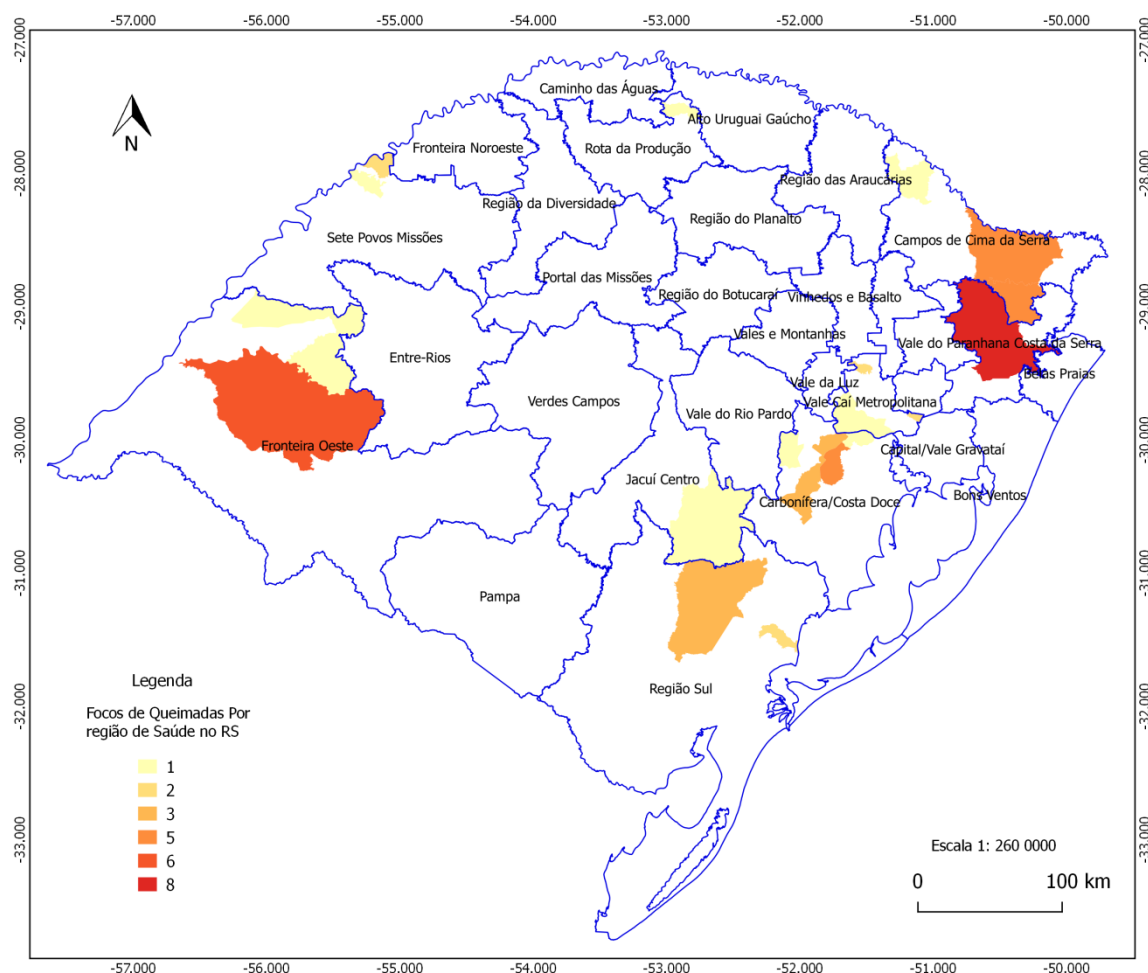 -57.000 -56.000 -55.000 -54.000 -53.000 -52.000 -51.000 -50.000
-27.000 -27.000
Caminho das Águas
Alto Uruguai Gaúcho
N
Fronteira Noroeste
Rota da Produção
-28.000 -28.000
Região das Araucárias
Região da Diversidade
Região do Planalto
Sete Povos Missões
Campos de Cima da Serra
Portal das Missões
Região do Botucaraí
Vinhedos e Basalto
-29.000 -29.000
Vales e Montanhas
Vale do Paranhana Costa da Serra
Entre-Rios
Belas Praias
Vale da Luz
Verdes Campos
Vale Caí Metropolitana
Vale do Rio Pardo
-30.000 -30.000
Fronteira Oeste
Capital/Vale Gravataí
Jacuí Centro
Bons Ventos
Carbonífera/Costa Doce
-31.000 -31.000
Pampa
Região Sul
-32.000 -32.000
Legenda
Focos de Queimadas Por
região de Saúde no RS
1
2
3
5
6
8
-33.000 -33.000
Escala 1: 260 0000
0 100 km
-57.000 -56.000 -55.000 -54.000 -53.000 -52.000 -51.000 -50.000